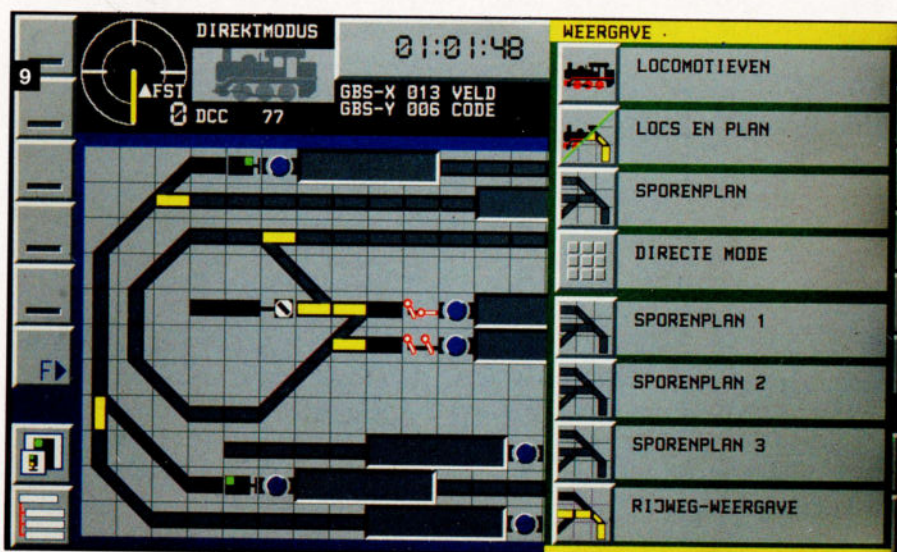 DIREKTMODUS
01:01:48
9
▲FST
0 DCC 77
GBS-X 013 VELD
GBS-Y 006 CODE
F▶
WEERGAVE
LOCOMOTIEVEN
LOCS EN PLAN
SPORENPLAN
DIRECTE MODE
SPORENPLAN 1
SPORENPLAN 2
SPORENPLAN 3
RIJWEG-WEERGAVE